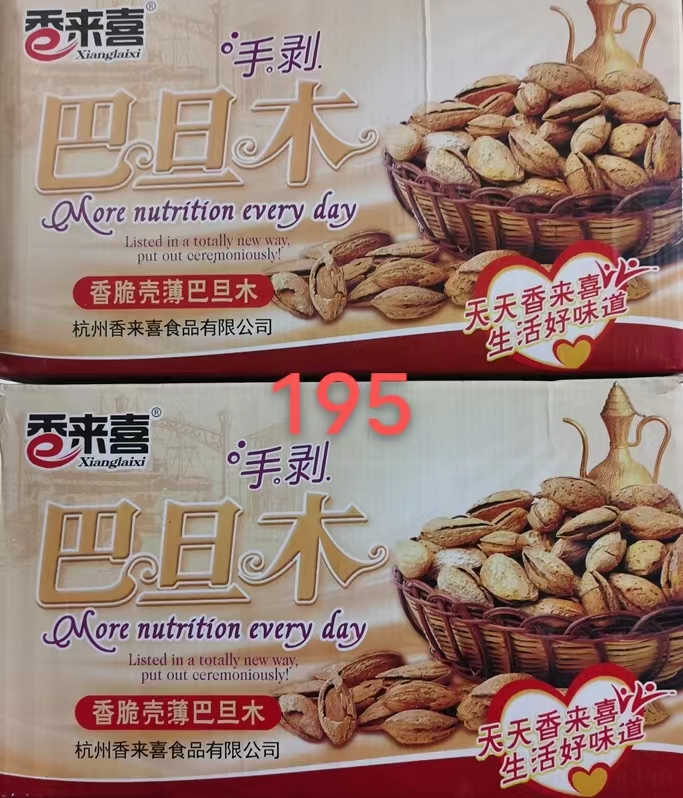 香来喜®
Xianglaixi
手剥
巴旦木
More nutrition every day
Listed in a totally new way,
put out ceremoniously!
香脆壳薄巴旦木
杭州香来喜食品有限公司
天天香来喜
生活好味道
195
香来喜®
Xianglaixi
手剥
巴旦木
More nutrition every day
Listed in a totally new way,
put out ceremoniously!
香脆壳薄巴旦木
杭州香来喜食品有限公司
天天香来喜
生活好味道